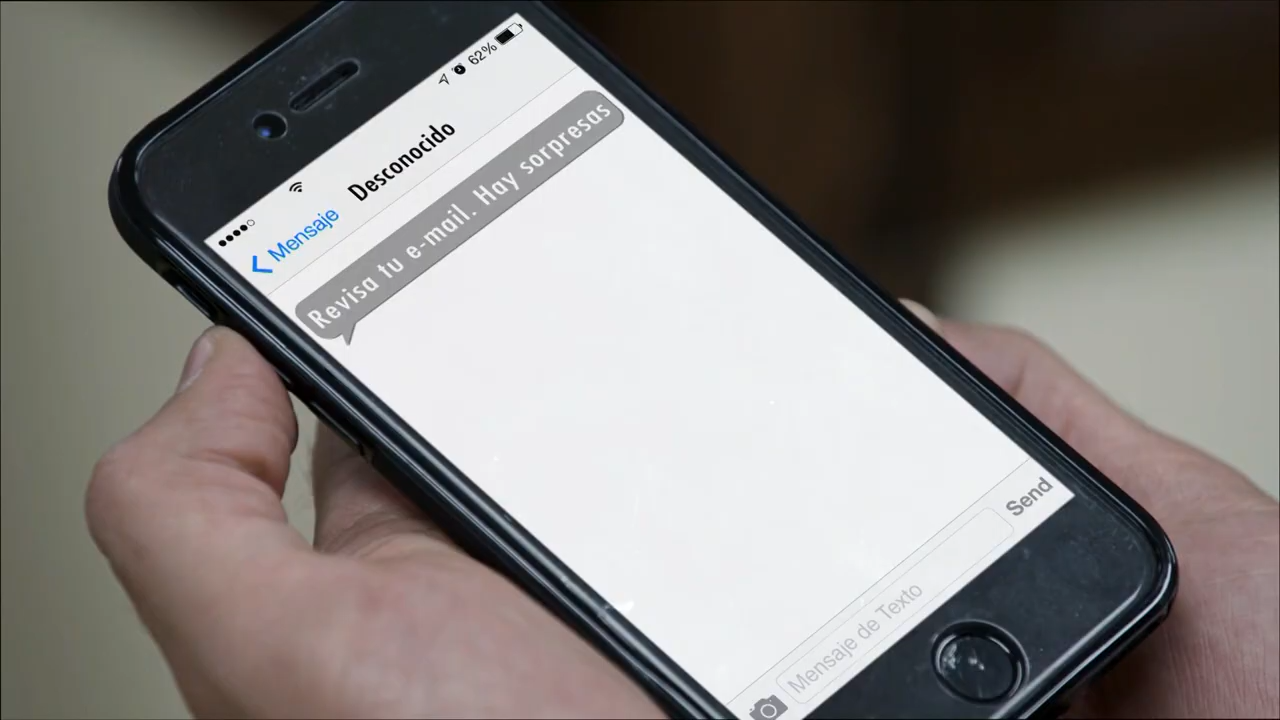 62%
Mensaje
Desconocido
Revisa tu e-mail. Hay sorpresas
Mensaje de Texto
Send